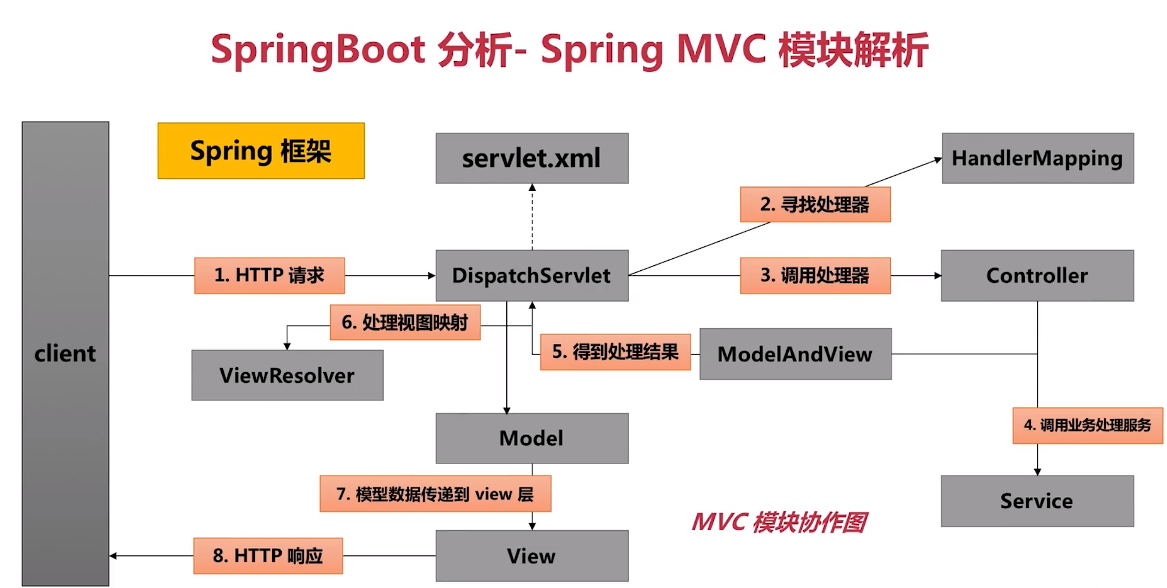 SpringBoot 分析- Spring MVC 模块解析
Spring 框架
servlet.xml
HandlerMapping
2. 寻找处理器
1. HTTP 请求
DispatchServlet
3. 调用处理器
Controller
6. 处理视图映射
5. 得到处理结果
ModelAndView
client
ViewResolver
4. 调用业务处理服务
Model
7. 模型数据传递到 view 层
Service
MVC 模块协作图
8. HTTP 响应
View